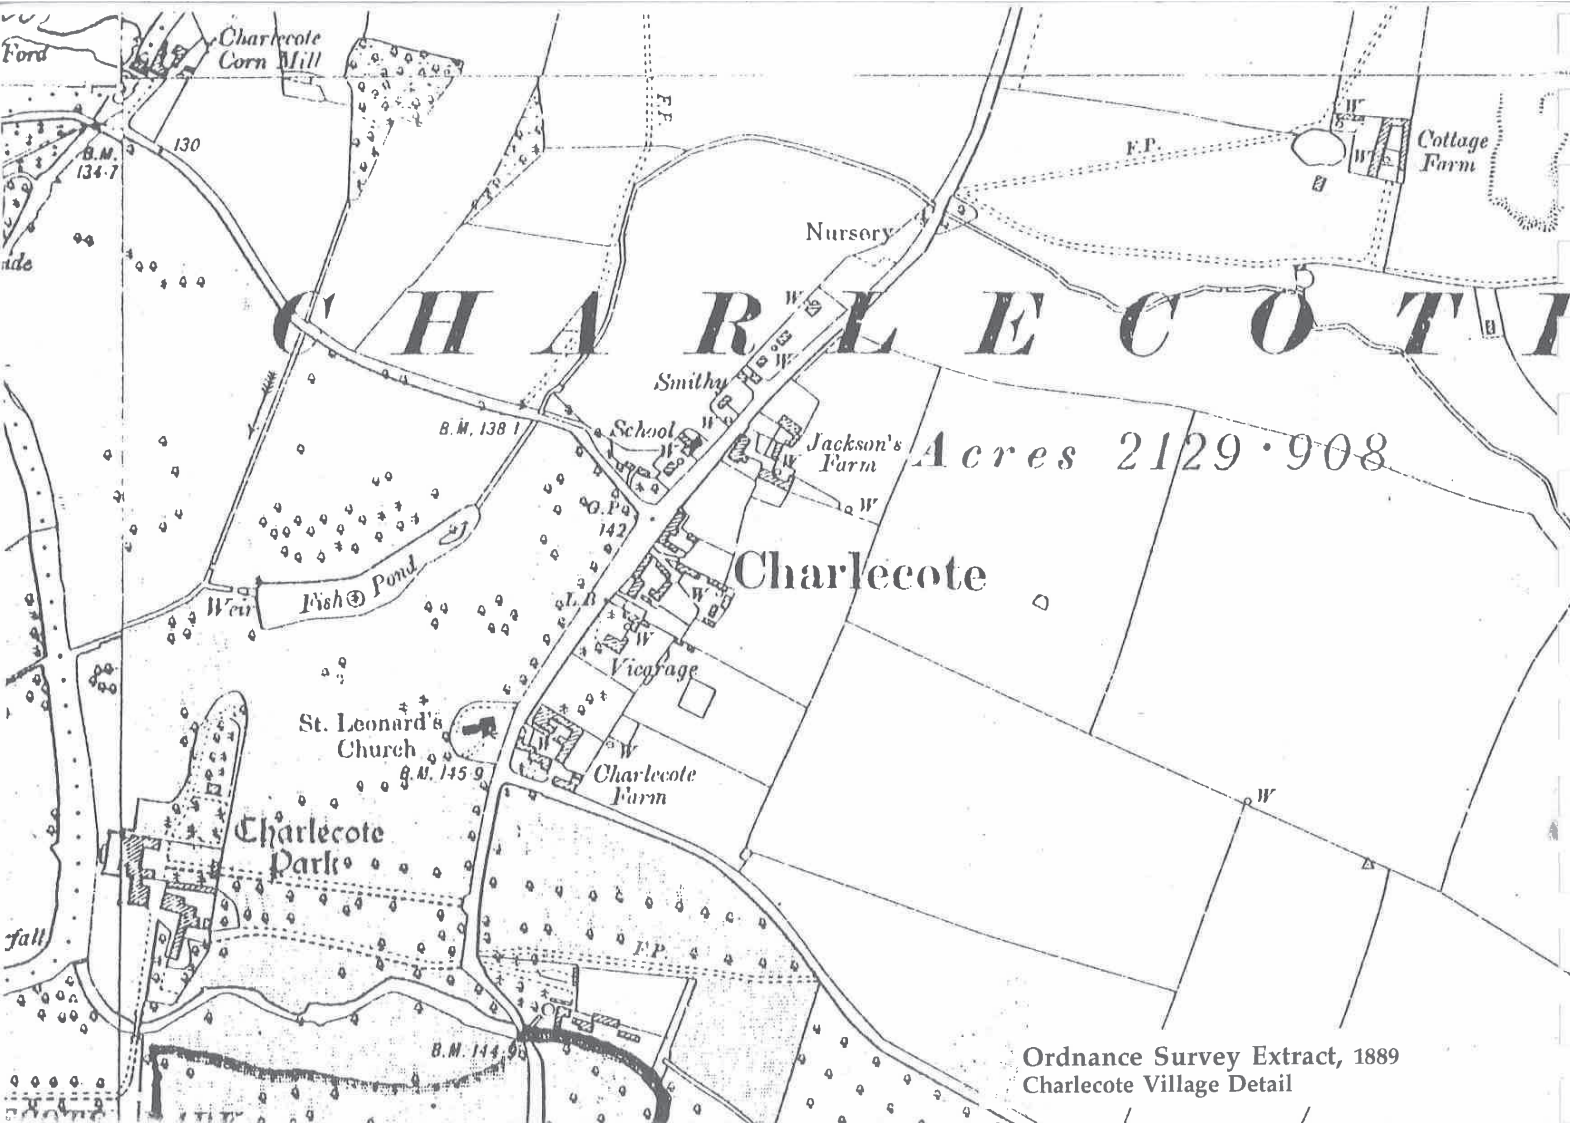 Ford
Charlecote
Corn Mill
F.P.
130
B.M.
134·7
F.P.
W
W
Cottage
Farm
Nursery
CHARLECOT
W
W
Smithy
B.M. 138·1
School
W
W
Jackson's
Farm
W
W
Acres 2129·908
G.P.
142
Charlecote
Fish Pond
Weir
L.B.
W
W
Vicarage
St. Leonard's
Church
B.M. 145·9
W
W
Charlecote
Farm
W
Charlecote
Park
F.P.
B.M. 144·9
Ordnance Survey Extract, 1889
Charlecote Village Detail